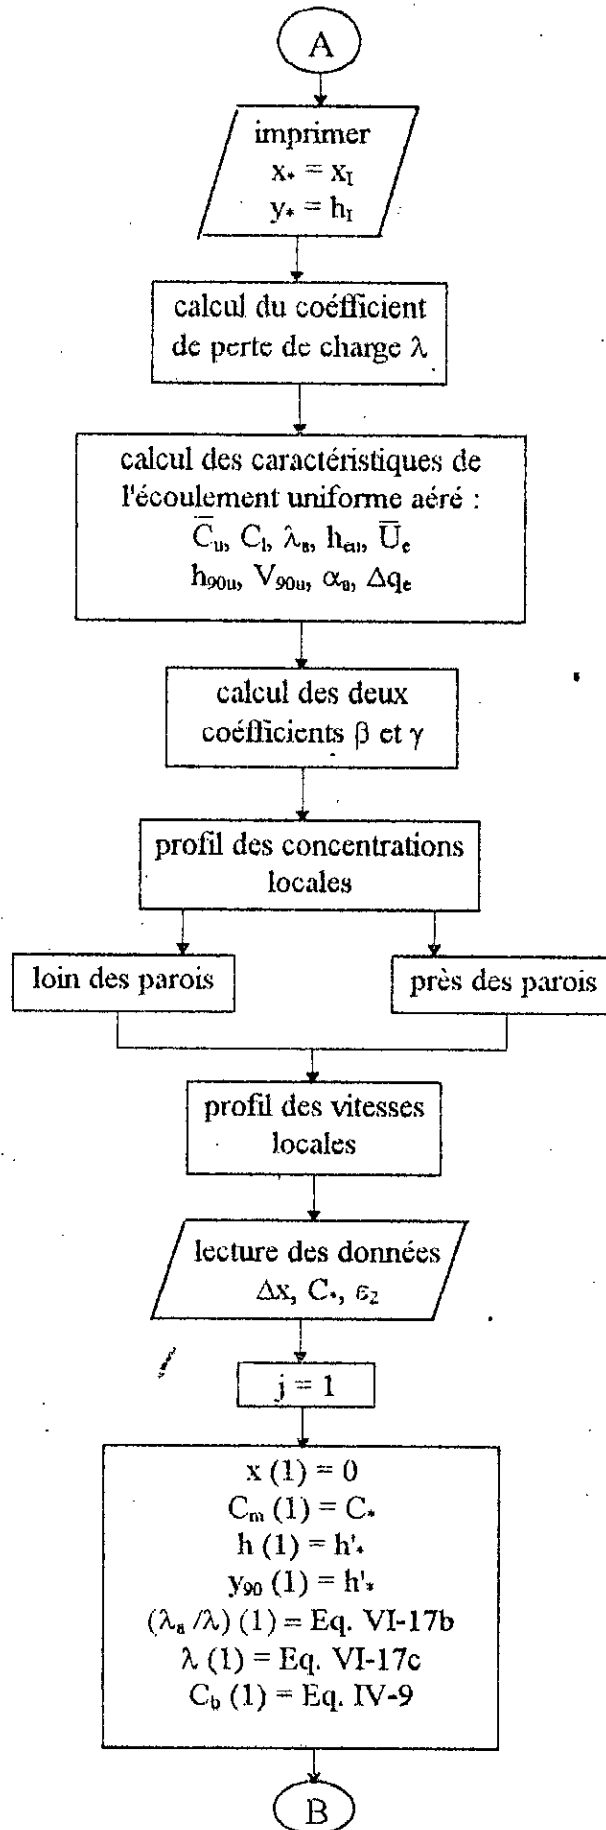 A
imprimer
x* = xI
y* = hI
calcul du coéfficient
de perte de charge λ
calcul des caractéristiques de
l'écoulement uniforme aéré :
C̅u, Ci, λa, heu, U̅e
h90u, V90u, αu, Δqe
calcul des deux
coéfficients β et γ
profil des concentrations
locales
loin des parois
près des parois
profil des vitesses
locales
lecture des données
Δx, C*, ε2
j = 1
x (1) = 0
Cm (1) = C*
h (1) = h'*
y90 (1) = h'*
(λa /λ) (1) = Eq. VI-17b
λ (1) = Eq. VI-17c
Cb (1) = Eq. IV-9
B